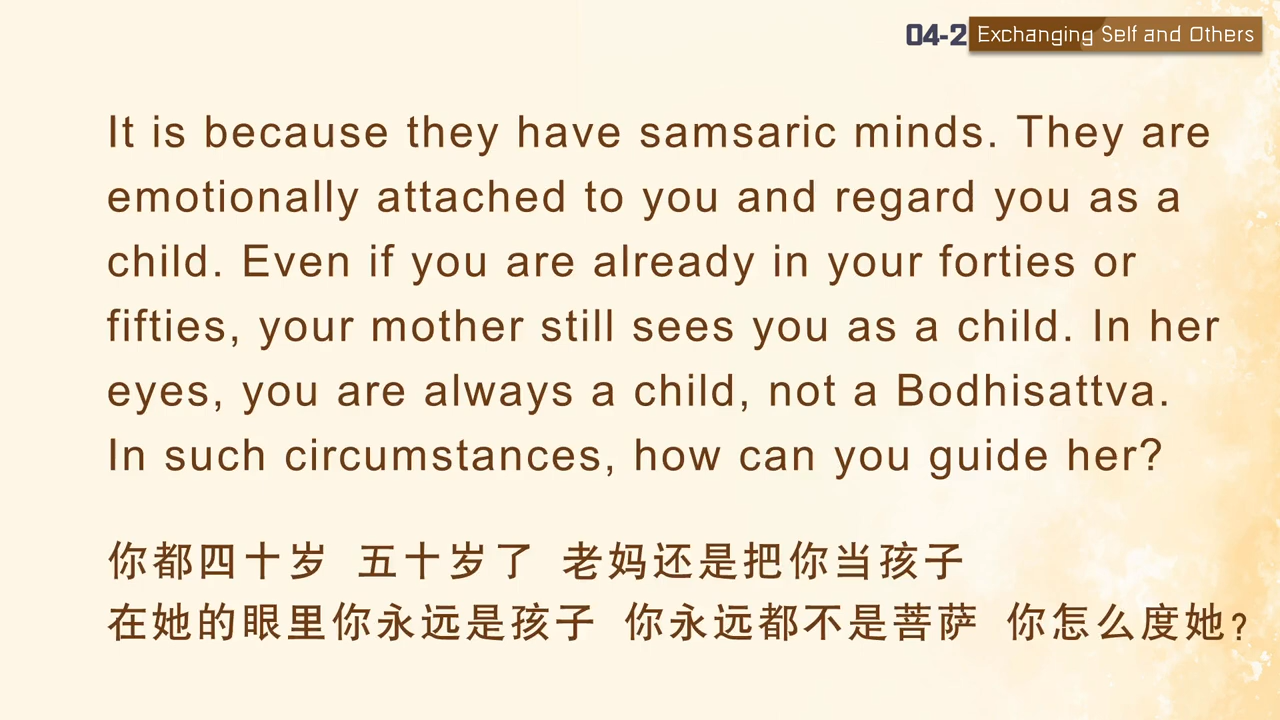 04-2 Exchanging Self and Others
It is because they have samsaric minds. They are
emotionally attached to you and regard you as a
child. Even if you are already in your forties or
fifties, your mother still sees you as a child. In her
eyes, you are always a child, not a Bodhisattva.
In such circumstances, how can you guide her?
你都四十岁 五十岁了 老妈还是把你当孩子
在她的眼里你永远是孩子 你永远都不是菩萨 你怎么度她?